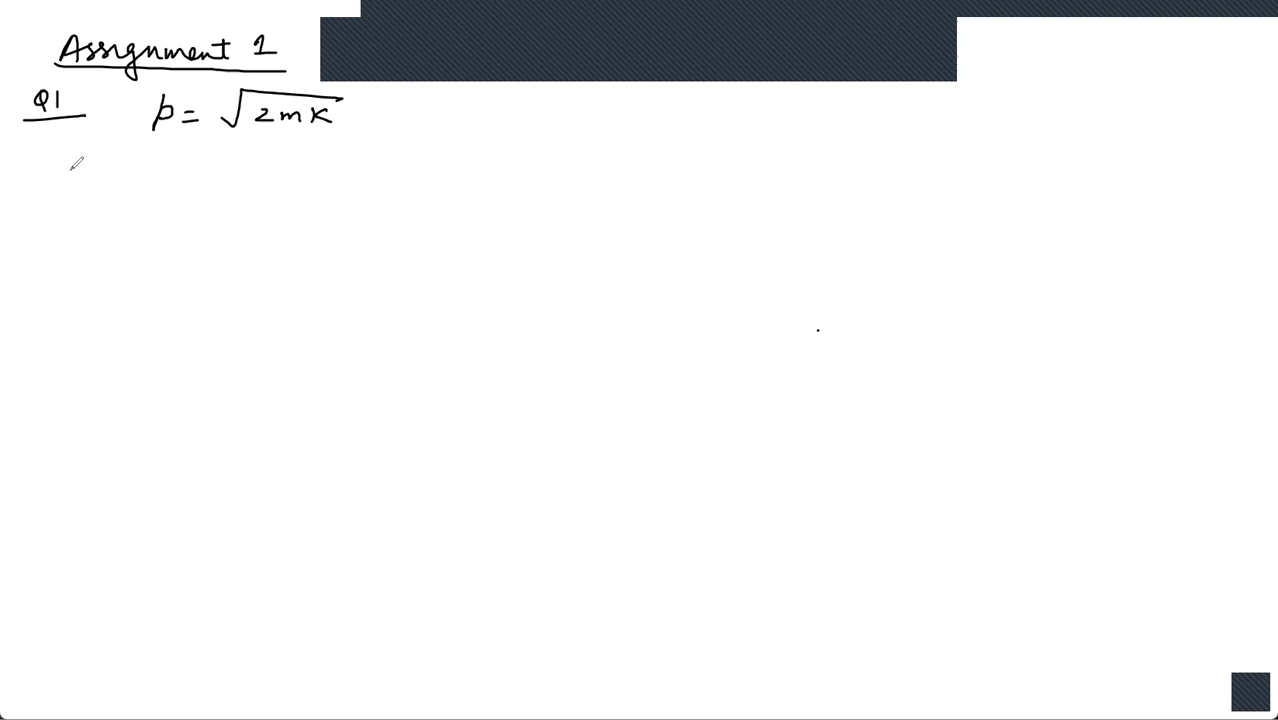 Assignment 1
Q1 p = √2mK